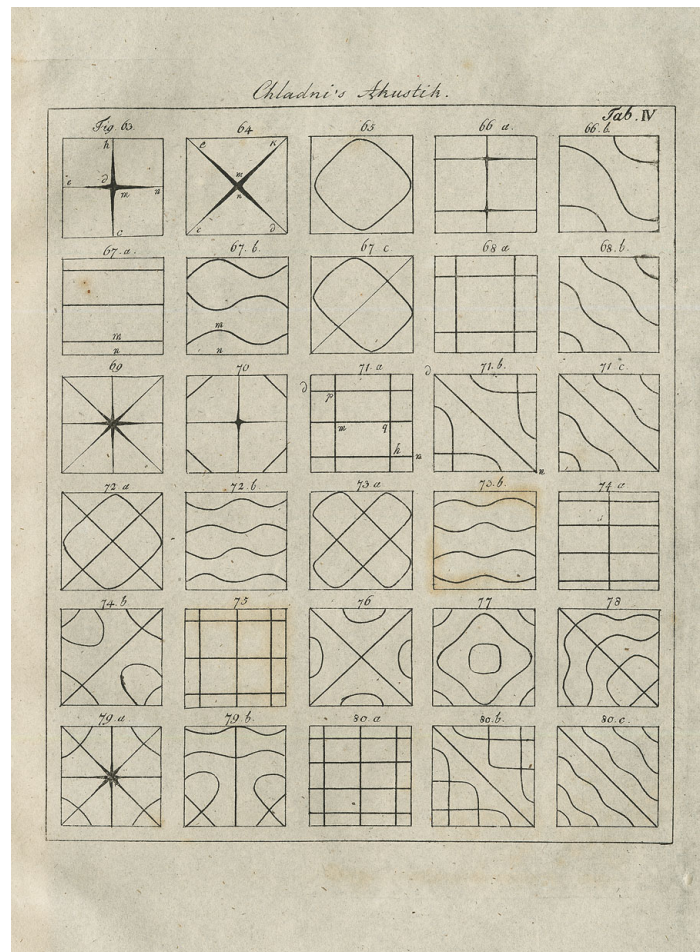 Chladni's Akustik.
Tab. IV
Fig. 63. 64 65 66 a. 66. b.
h e k
e d m n m n
c c d
67. a. 67. b. 67. c. 68 a 68. b.
m m
n n
69 70 71. a 71. b. 71. c.
d d
p
m q
h n
n
72. a 72. b. 73 a 73. b. 74. a
74. b 75 76 77 78
79. a 79. b. 80. a 80. b. 80. c.